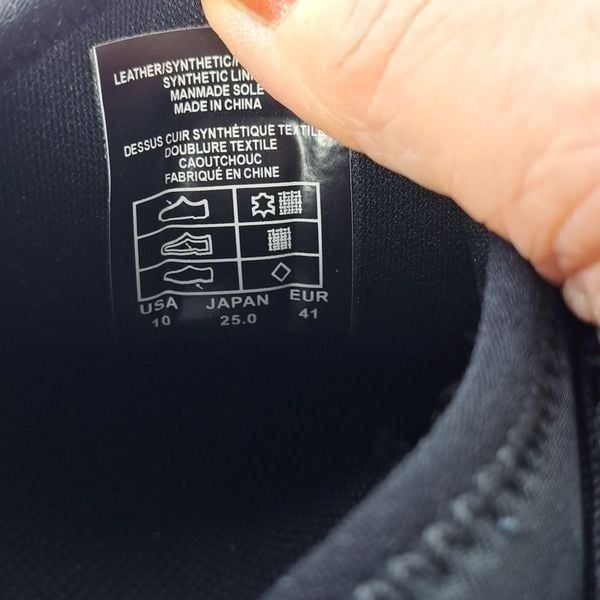 LEATHER/SYNTHETIC/
SYNTHETIC
MANMADE SOLE
MADE IN CHINA
DESSUS CUIR SYNTHÉTIQUE TEXTILE
DOUBLURE TEXTILE
CAOUTCHOUC
FABRIQUÉ EN CHINE
USA JAPAN EUR
10 25.0 41